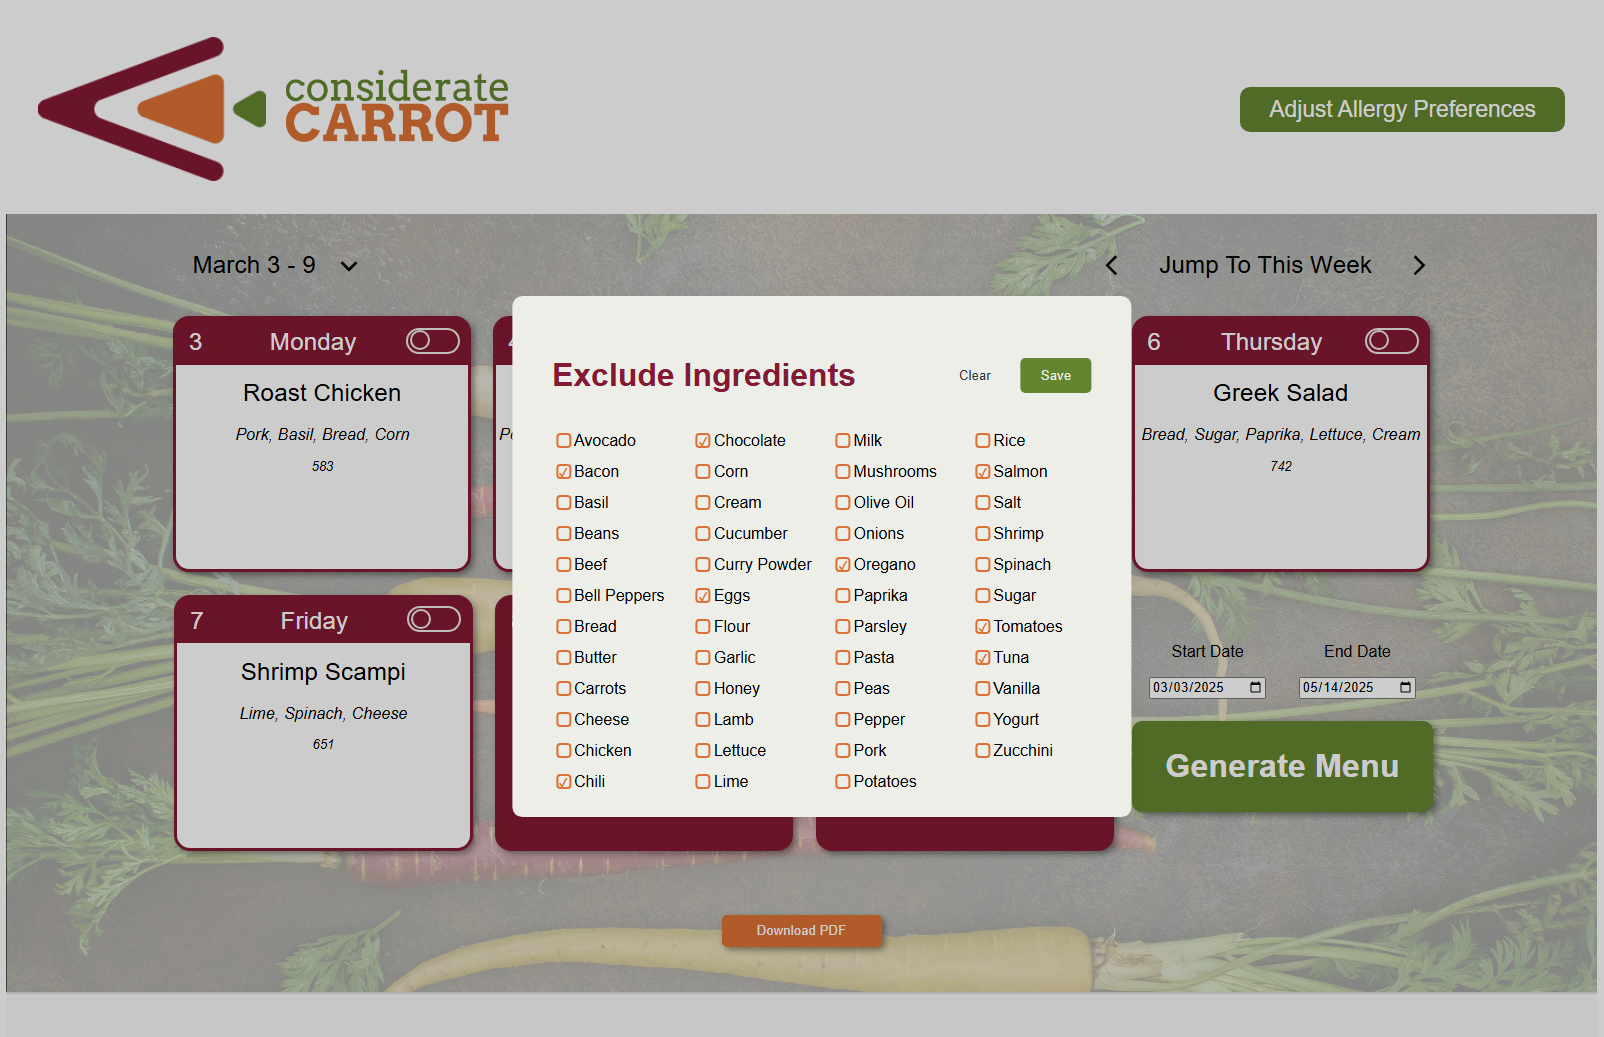 considerate
CARROT
Adjust Allergy Preferences
March 3 - 9
Jump To This Week
3 Monday
Roast Chicken
Pork, Basil, Bread, Corn
583
6 Thursday
Greek Salad
Bread, Sugar, Paprika, Lettuce, Cream
742
Exclude Ingredients
Clear
Save
Avocado
Bacon
Basil
Beans
Beef
Bell Peppers
Bread
Butter
Carrots
Cheese
Chicken
Chili
Chocolate
Corn
Cream
Cucumber
Curry Powder
Eggs
Flour
Garlic
Honey
Lamb
Lettuce
Lime
Milk
Mushrooms
Olive Oil
Onions
Oregano
Paprika
Parsley
Pasta
Peas
Pepper
Pork
Potatoes
Rice
Salmon
Salt
Shrimp
Spinach
Sugar
Tomatoes
Tuna
Vanilla
Yogurt
Zucchini
7 Friday
Shrimp Scampi
Lime, Spinach, Cheese
651
Start Date
03/03/2025
End Date
05/14/2025
Generate Menu
Download PDF